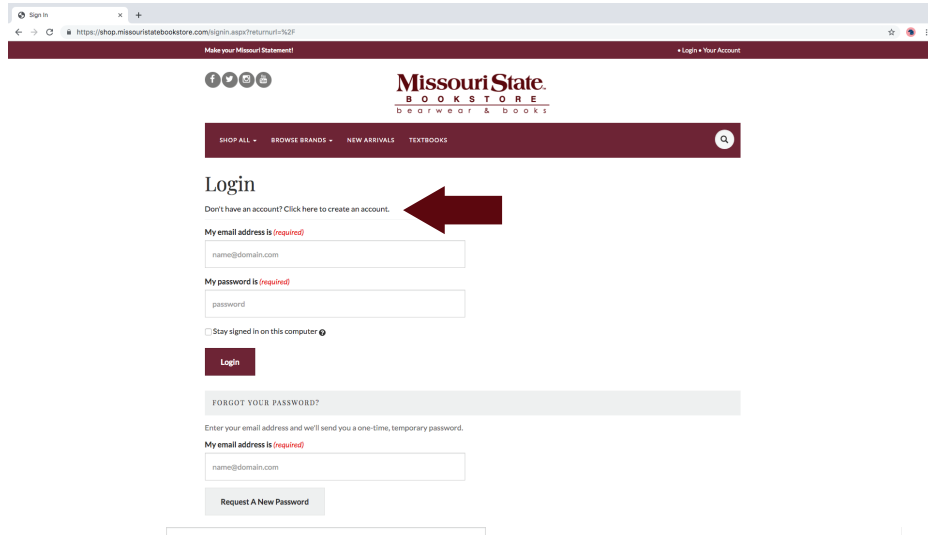 Sign In
https://shop.missouristatebookstore.com/signin.aspx?returnurl=%2F
Make your Missouri Statement!
• Login • Your Account
Missouri State.
BOOKSTORE
bearwear & books
SHOP ALL BROWSE BRANDS NEW ARRIVALS TEXTBOOKS
Login
Don't have an account? Click here to create an account.
My email address is (required)
name@domain.com
My password is (required)
password
Stay signed in on this computer
Login
FORGOT YOUR PASSWORD?
Enter your email address and we'll send you a one-time, temporary password.
My email address is (required)
name@domain.com
Request A New Password